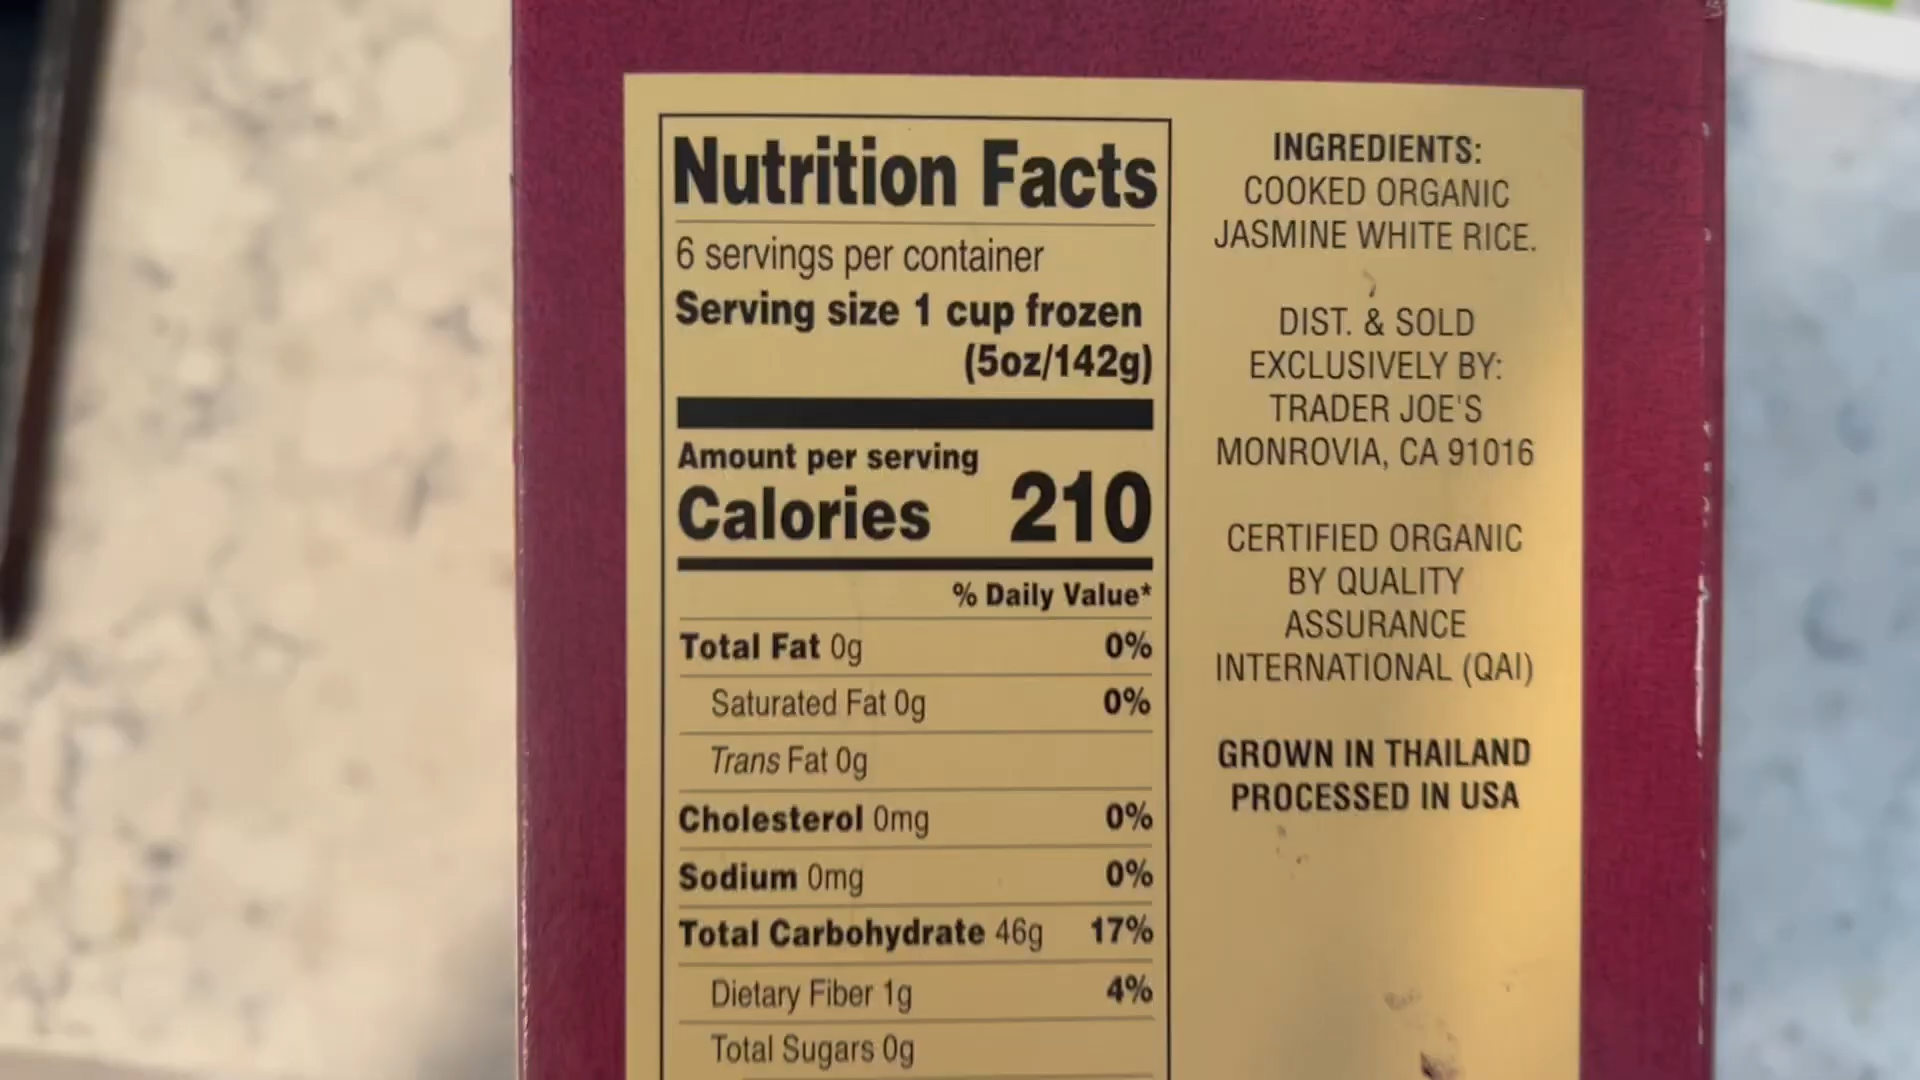 Nutrition Facts
6 servings per container
Serving size 1 cup frozen
(5oz/142g)
Amount per serving
Calories 210
% Daily Value*
Total Fat 0g 0%
Saturated Fat 0g 0%
Trans Fat 0g
Cholesterol 0mg 0%
Sodium 0mg 0%
Total Carbohydrate 46g 17%
Dietary Fiber 1g 4%
Total Sugars 0g
INGREDIENTS:
COOKED ORGANIC
JASMINE WHITE RICE.
DIST. & SOLD
EXCLUSIVELY BY:
TRADER JOE'S
MONROVIA, CA 91016
CERTIFIED ORGANIC
BY QUALITY
ASSURANCE
INTERNATIONAL (QAI)
GROWN IN THAILAND
PROCESSED IN USA